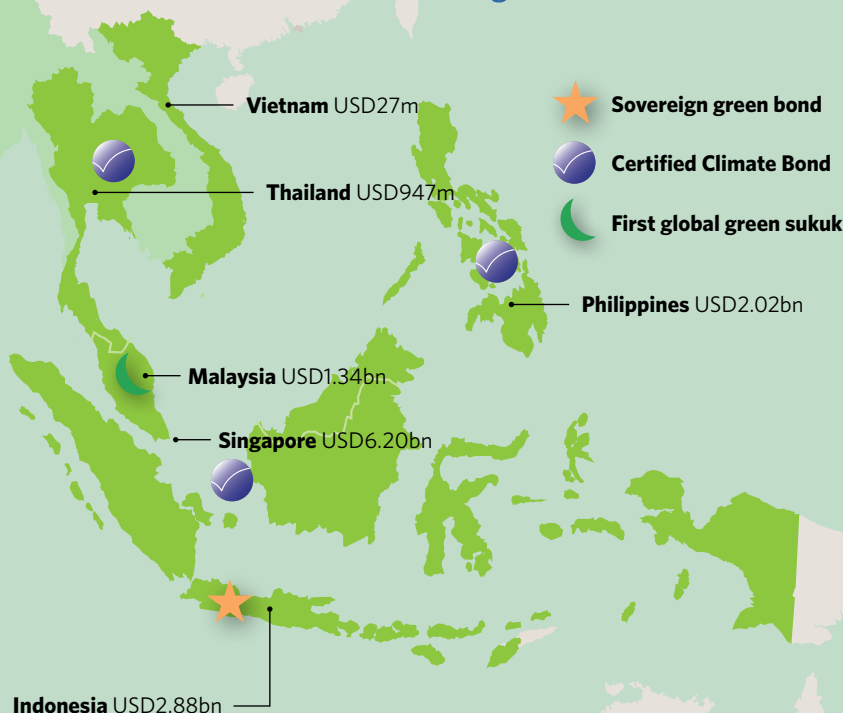 Vietnam USD27m
Sovereign green bond
Certified Climate Bond
Thailand USD947m
First global green sukuk
Philippines USD2.02bn
Malaysia USD1.34bn
Singapore USD6.20bn
Indonesia USD2.88bn